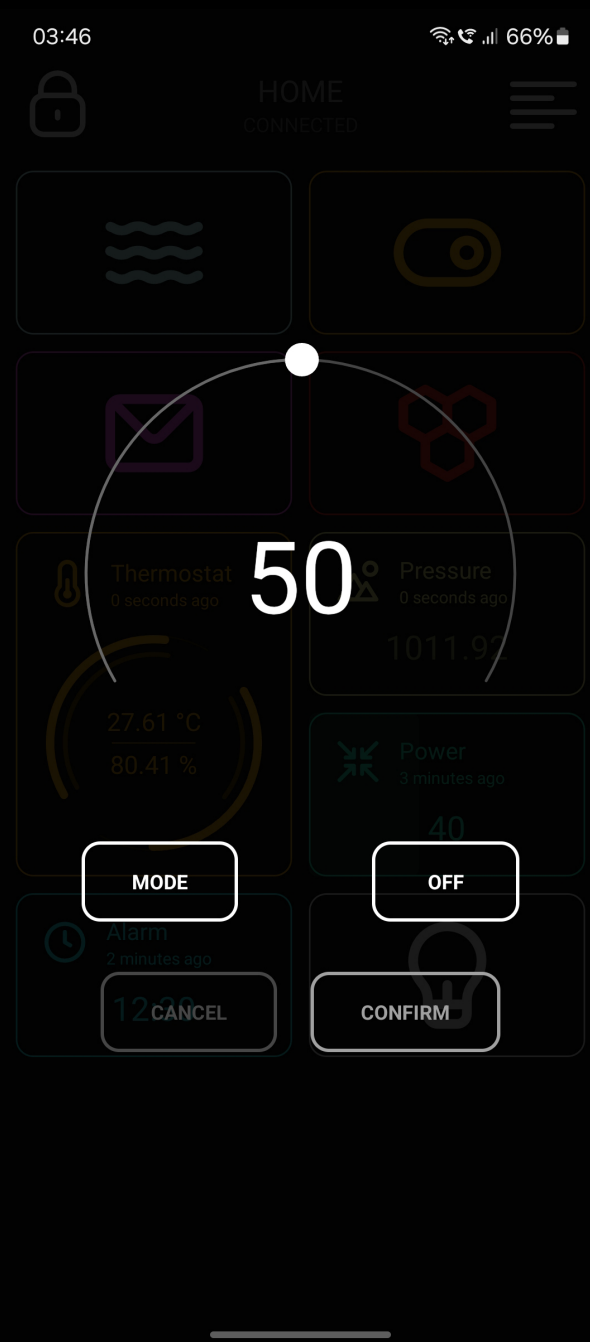 03:46
66%
HOME
CONNECTED
Thermostat
0 seconds ago
50
Pressure
0 seconds ago
1011.92
27.61 °C
80.41 %
Power
3 minutes ago
40
MODE
OFF
Alarm
2 minutes ago
CANCEL
CONFIRM